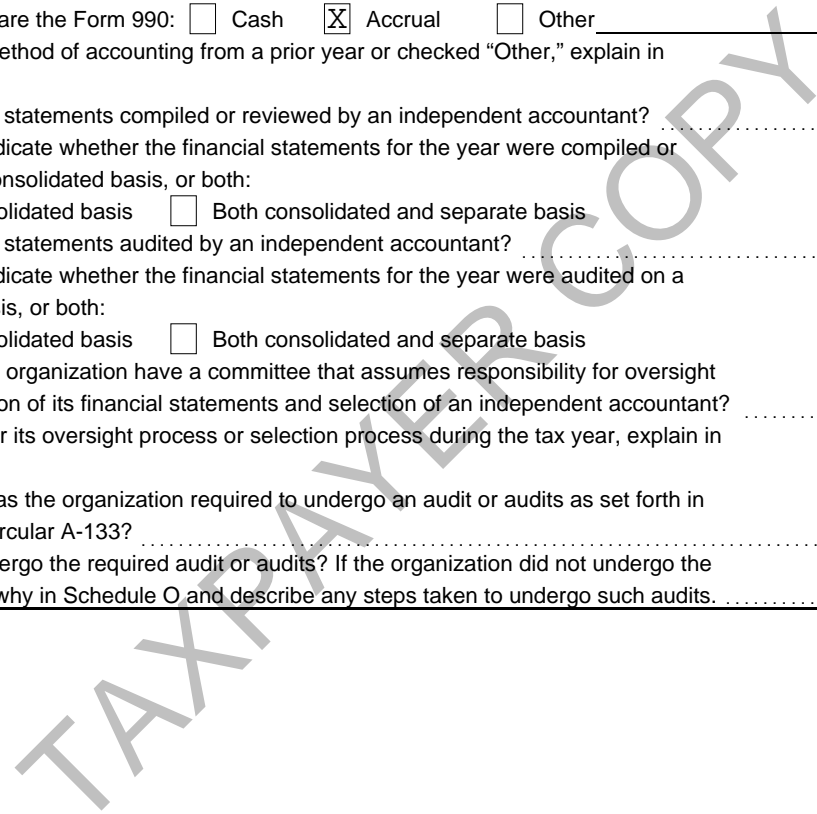 are the Form 990: Cash X Accrual Other
ethod of accounting from a prior year or checked “Other,” explain in
statements compiled or reviewed by an independent accountant?
dicate whether the financial statements for the year were compiled or
onsolidated basis, or both:
olidated basis Both consolidated and separate basis
statements audited by an independent accountant?
dicate whether the financial statements for the year were audited on a
sis, or both:
olidated basis Both consolidated and separate basis
organization have a committee that assumes responsibility for oversight
on of its financial statements and selection of an independent accountant?
r its oversight process or selection process during the tax year, explain in
as the organization required to undergo an audit or audits as set forth in
rcular A-133?
ergo the required audit or audits? If the organization did not undergo the
why in Schedule O and describe any steps taken to undergo such audits.
TAXPAYER COPY